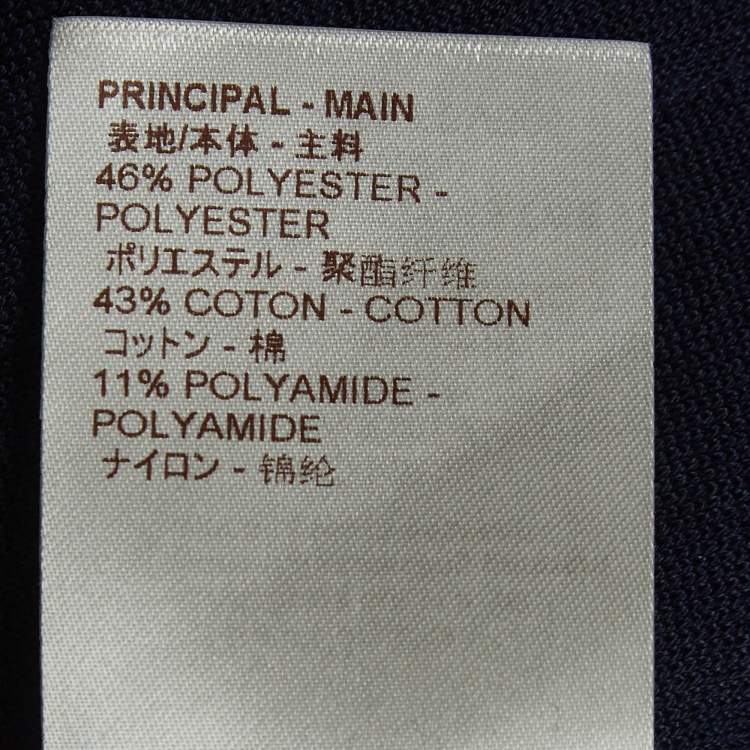 PRINCIPAL - MAIN
表地/本体 - 主料
46% POLYESTER -
POLYESTER
ポリエステル - 聚酯纤维
43% COTON - COTTON
コットン - 棉
11% POLYAMIDE -
POLYAMIDE
ナイロン - 锦纶